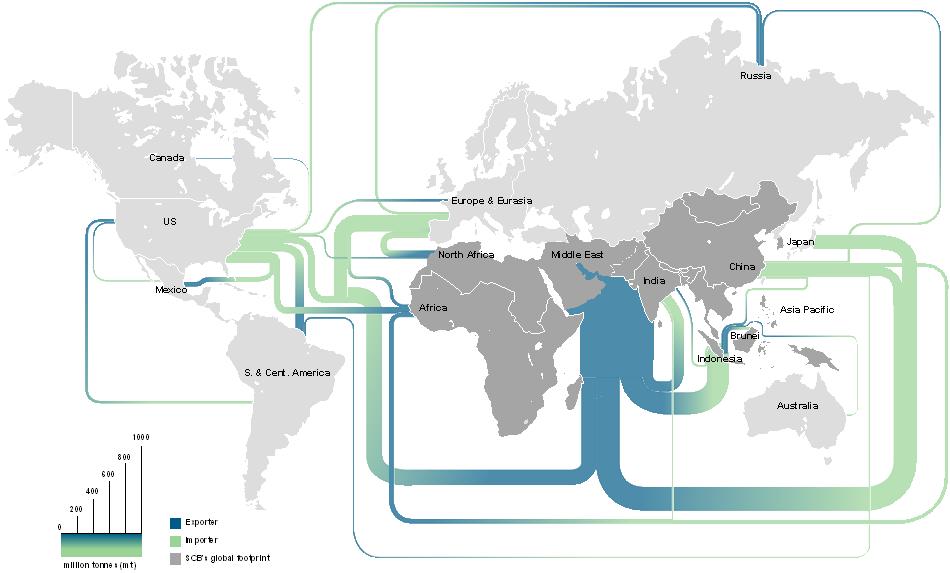 Russia
Canada
Europe & Eurasia
US
Japan
North Africa
Middle East
China
India
Mexico
Africa
Asia Pacific
Brunei
Indonesia
S. & Cent. America
Australia
1000
800
600
400
200
0
million tonnes (mt)
Exporter
Importer
SCB's global footprint